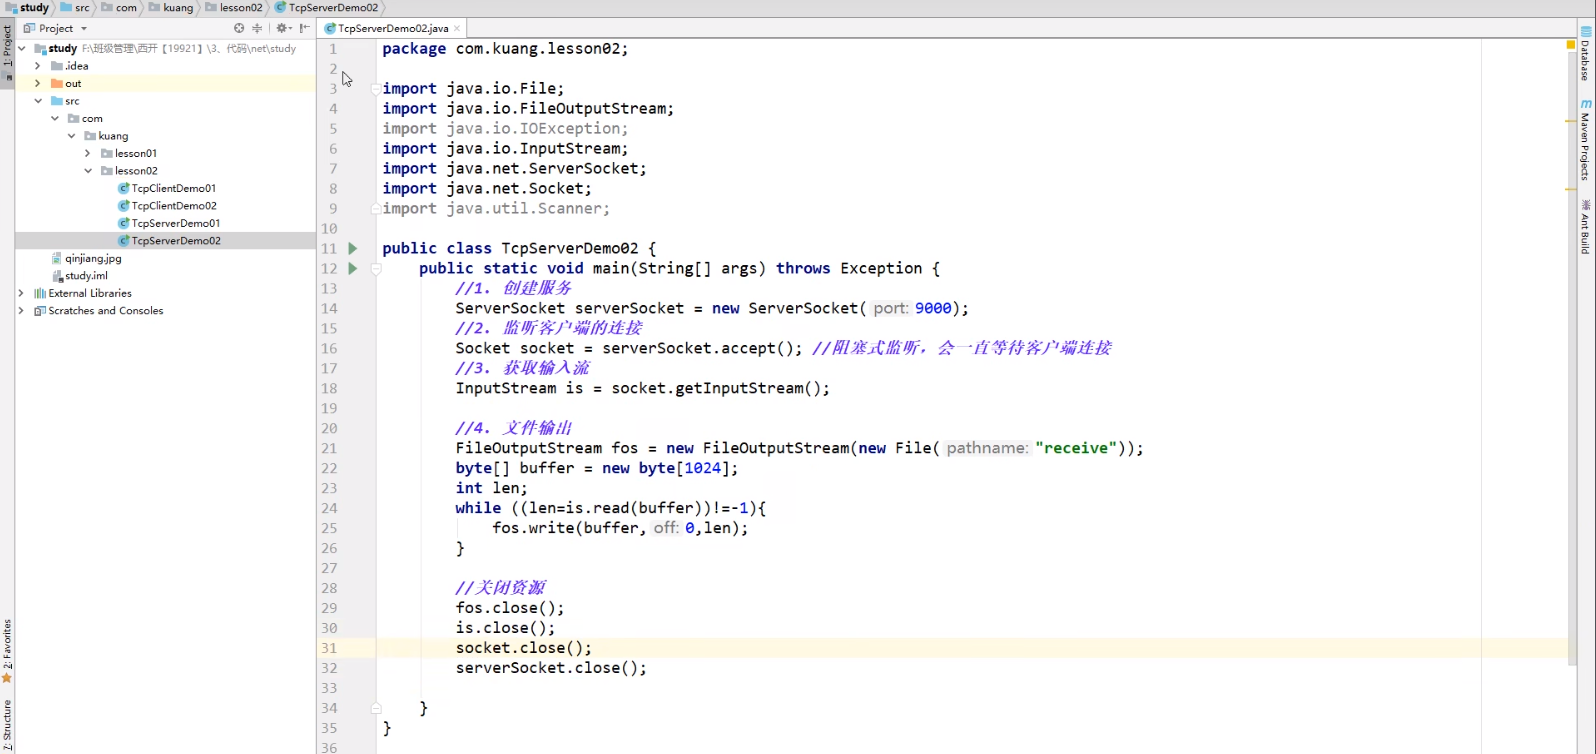 study src com kuang lesson02 TcpServerDemo02
Project
TcpServerDemo02.java
1: Project
2: Favorites
7: Structure
Database
Maven Projects
Ant Build
study F:\班级管理\西开【19921】\3、代码\net\study
.idea
out
src
com
kuang
lesson01
lesson02
TcpClientDemo01
TcpClientDemo02
TcpServerDemo01
TcpServerDemo02
qinjiang.jpg
study.iml
External Libraries
Scratches and Consoles
1 package com.kuang.lesson02;
2
3 import java.io.File;
4 import java.io.FileOutputStream;
5 import java.io.IOException;
6 import java.io.InputStream;
7 import java.net.ServerSocket;
8 import java.net.Socket;
9 import java.util.Scanner;
10
11 public class TcpServerDemo02 {
12 public static void main(String[] args) throws Exception {
13 //1. 创建服务
14 ServerSocket serverSocket = new ServerSocket( port: 9000);
15 //2. 监听客户端的连接
16 Socket socket = serverSocket.accept(); //阻塞式监听，会一直等待客户端连接
17 //3. 获取输入流
18 InputStream is = socket.getInputStream();
19
20 //4. 文件输出
21 FileOutputStream fos = new FileOutputStream(new File( pathname: "receive"));
22 byte[] buffer = new byte[1024];
23 int len;
24 while ((len=is.read(buffer))!=-1){
25 fos.write(buffer, off: 0,len);
26 }
27
28 //关闭资源
29 fos.close();
30 is.close();
31 socket.close();
32 serverSocket.close();
33
34 }
35 }
36